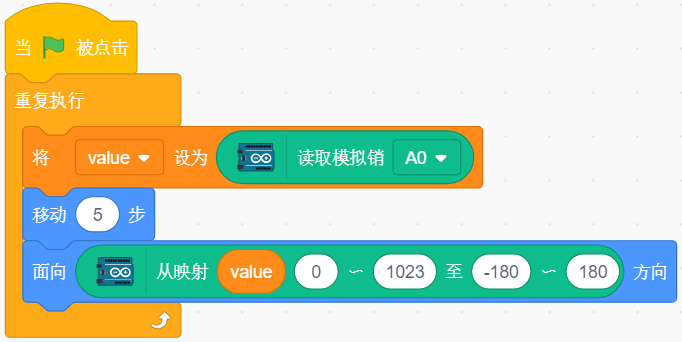 当 被点击
重复执行
将 value 设为 读取模拟销 A0
移动 5 步
面向 从映射 value 0 ~ 1023 至 -180 ~ 180 方向